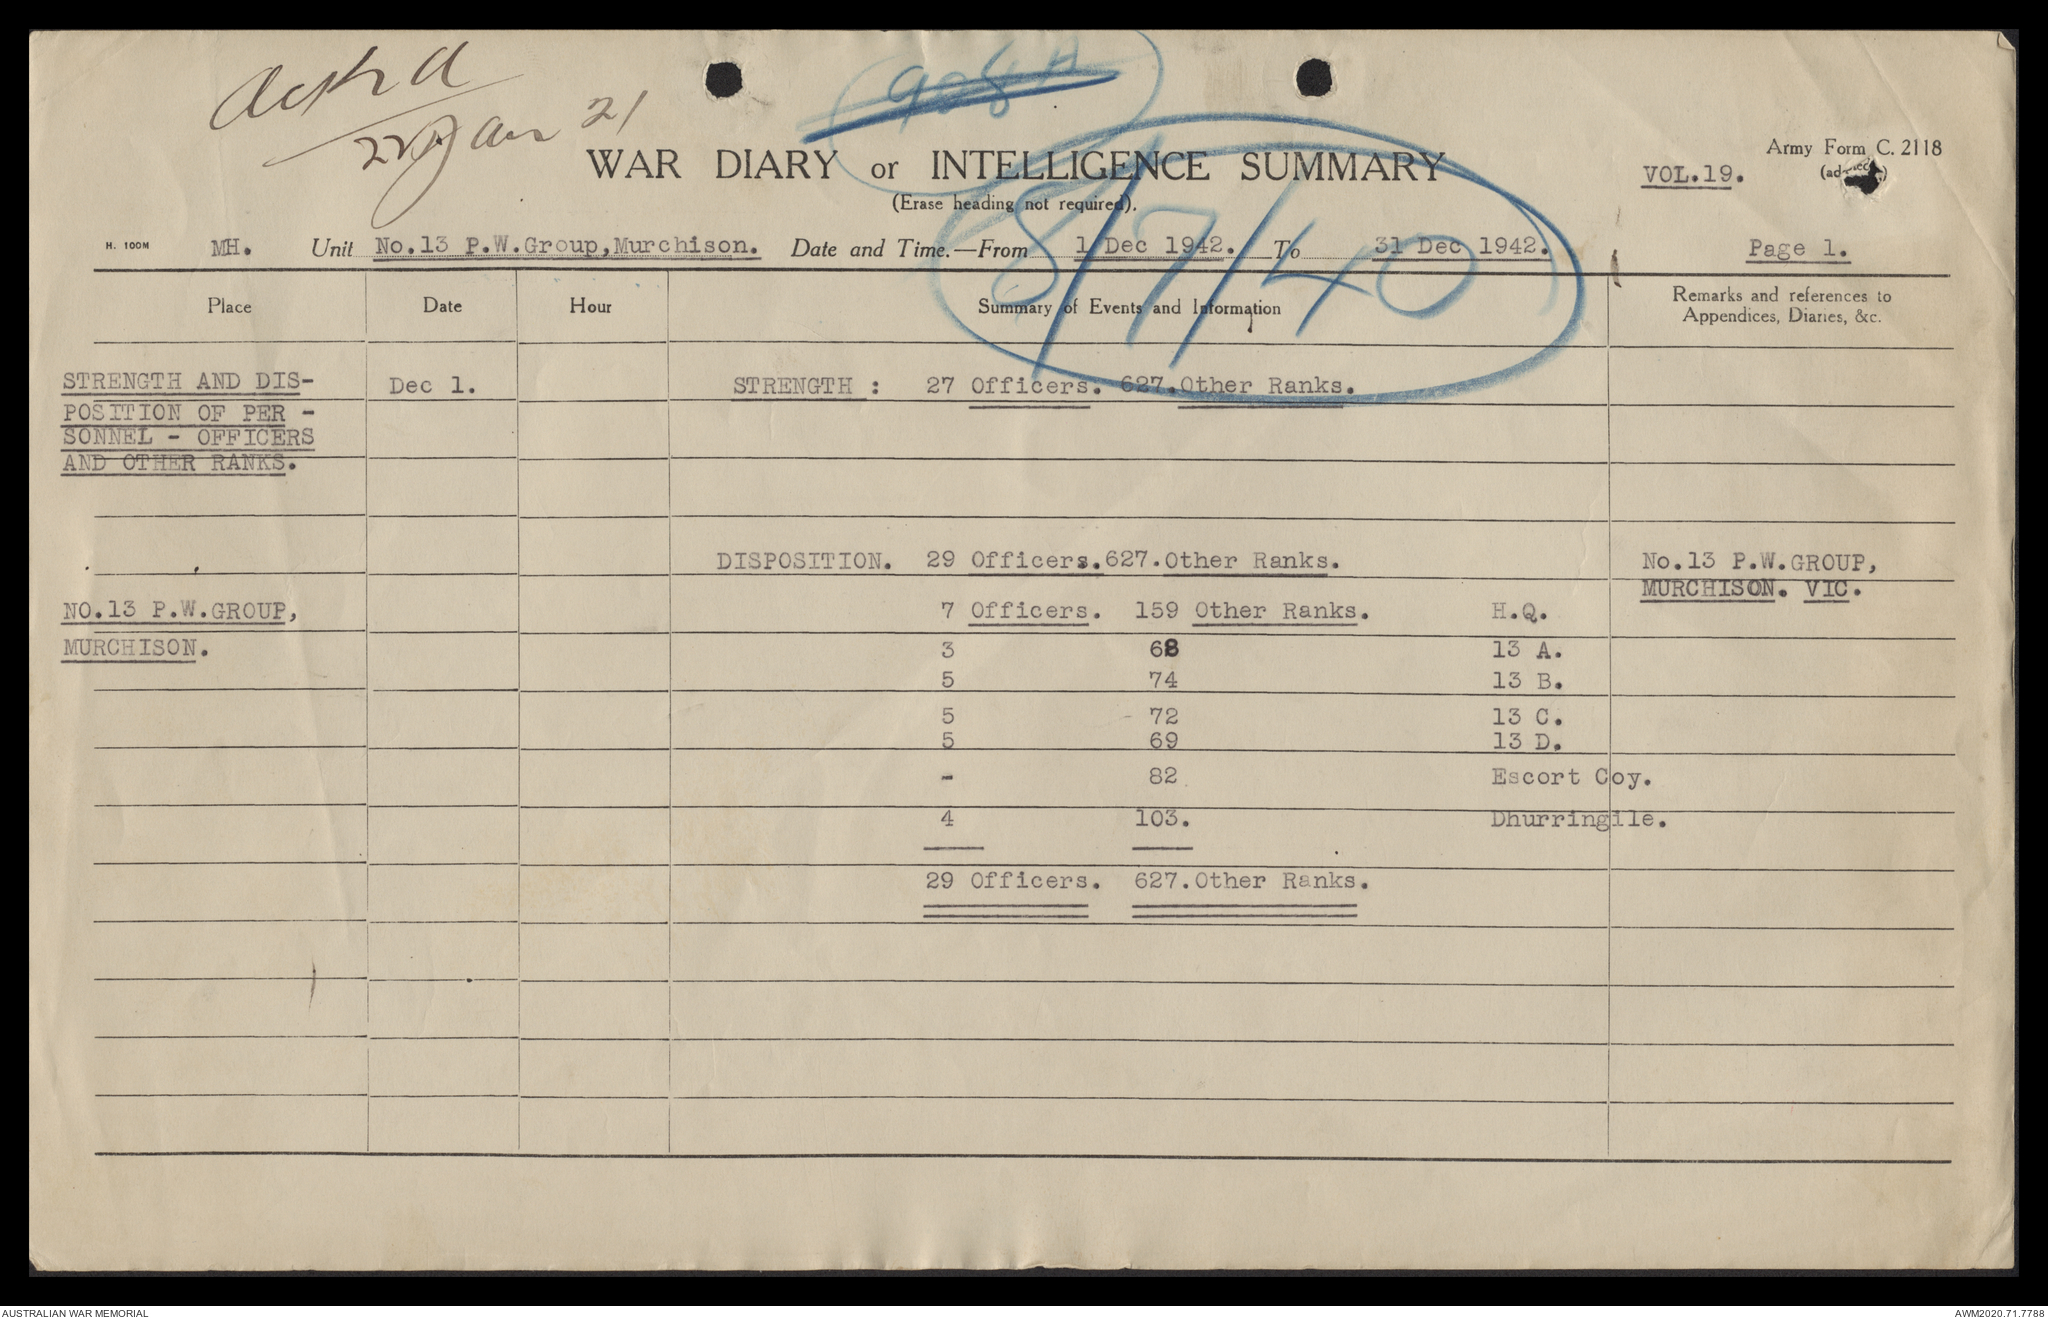 Ackd
22 Jan 21
908 A
WAR DIARY or INTELLIGENCE SUMMARY
(Erase heading not required).
8/7/40
Army Form C. 2118
VOL.19.
H. 100M MH. Unit No.13 P.W.Group,Murchison. Date and Time.—From 1 Dec 1942. To 31 Dec 1942. Page 1.
Place Date Hour Summary of Events and Information Remarks and references to
Appendices, Diaries, &c.
STRENGTH AND DIS- Dec 1. STRENGTH : 27 Officers. 627.Other Ranks.
POSITION OF PER -
SONNEL - OFFICERS
AND OTHER RANKS.
DISPOSITION. 29 Officers.627.Other Ranks. No.13 P.W.GROUP,
MURCHISON. VIC.
NO.13 P.W.GROUP, 7 Officers. 159 Other Ranks. H.Q.
MURCHISON. 3 68 13 A.
5 74 13 B.
5 72 13 C.
5 69 13 D.
- 82 Escort Coy.
4 103. Dhurringile.
29 Officers. 627.Other Ranks.
AUSTRALIAN WAR MEMORIAL AWM2020.71.7788